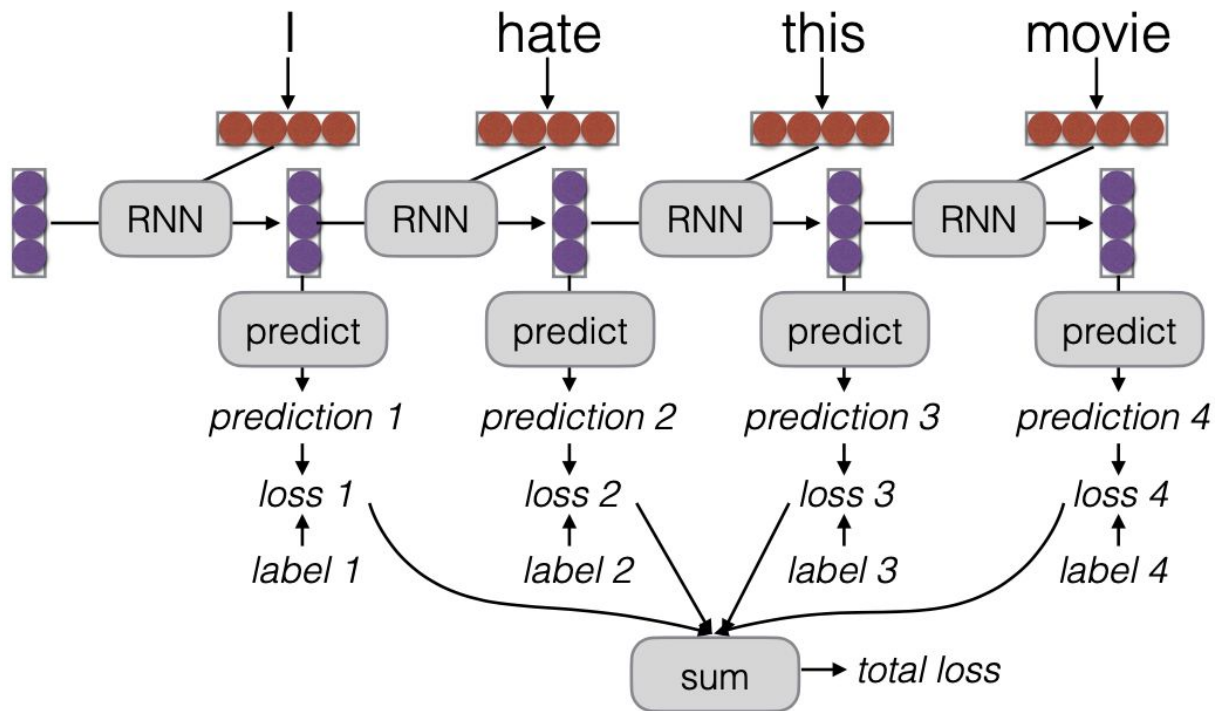 I hate this movie
RNN RNN RNN RNN
predict predict predict predict
prediction 1 prediction 2 prediction 3 prediction 4
loss 1 loss 2 loss 3 loss 4
label 1 label 2 label 3 label 4
sum total loss